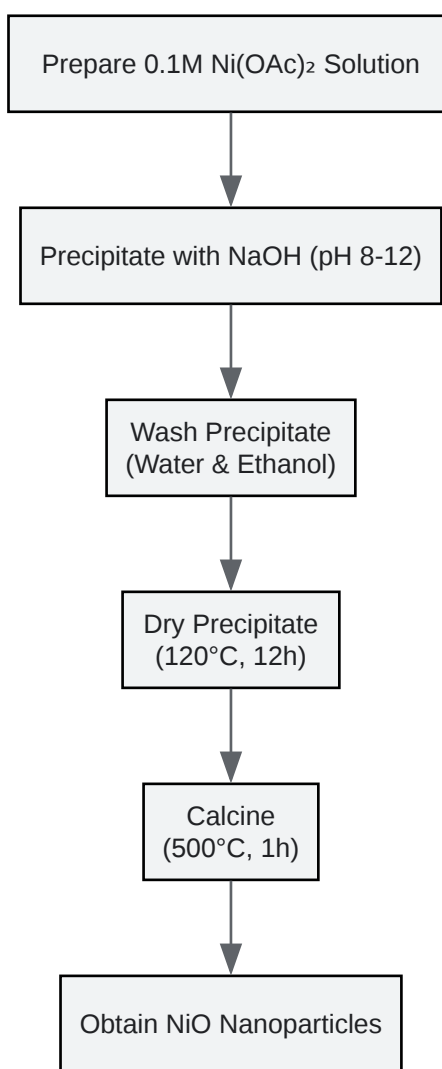 Prepare 0.1M Ni(OAc)₂ Solution
Precipitate with NaOH (pH 8-12)
Wash Precipitate
(Water & Ethanol)
Dry Precipitate
(120°C, 12h)
Calcine
(500°C, 1h)
Obtain NiO Nanoparticles